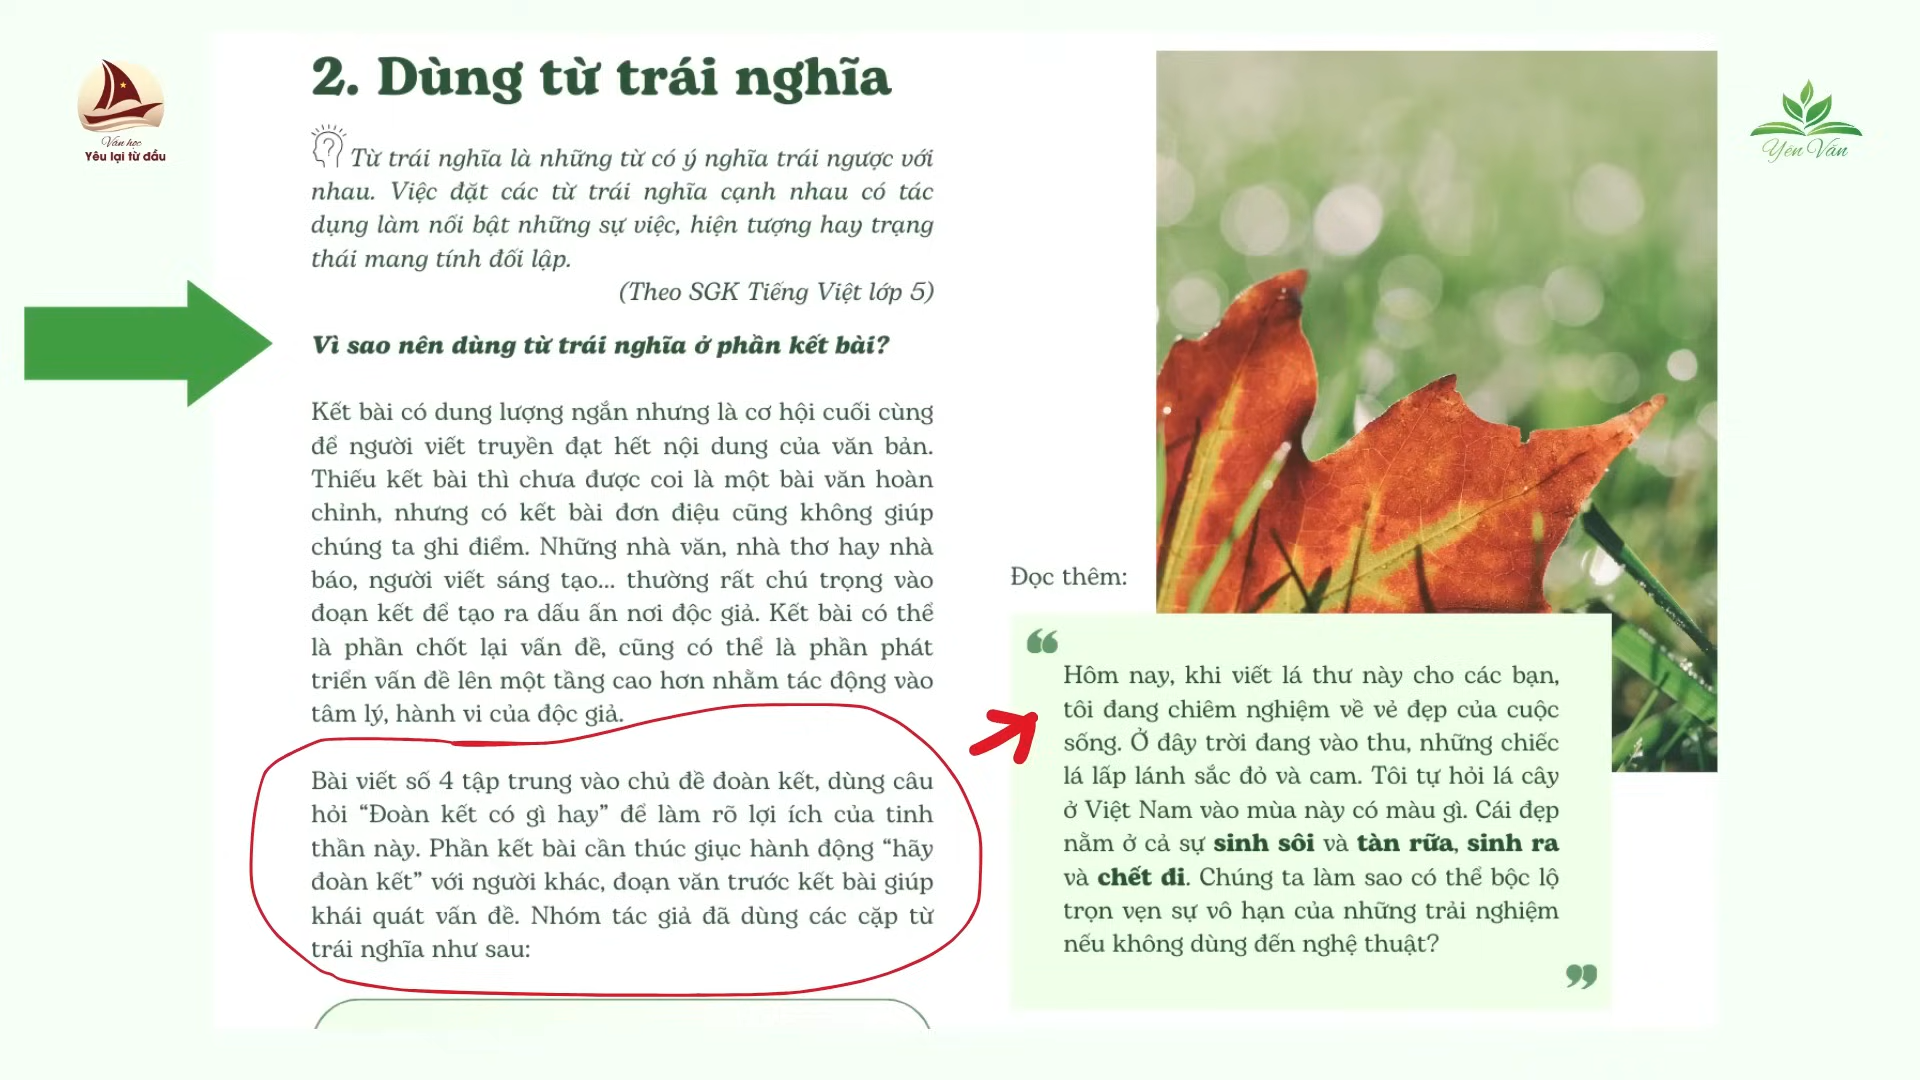 Văn học
Yêu lại từ đầu
2. Dùng từ trái nghĩa
Yên Văn
Từ trái nghĩa là những từ có ý nghĩa trái ngược với
nhau. Việc đặt các từ trái nghĩa cạnh nhau có tác
dụng làm nổi bật những sự việc, hiện tượng hay trạng
thái mang tính đối lập.
(Theo SGK Tiếng Việt lớp 5)
Vì sao nên dùng từ trái nghĩa ở phần kết bài?
Kết bài có dung lượng ngắn nhưng là cơ hội cuối cùng
để người viết truyền đạt hết nội dung của văn bản.
Thiếu kết bài thì chưa được coi là một bài văn hoàn
chỉnh, nhưng có kết bài đơn điệu cũng không giúp
chúng ta ghi điểm. Những nhà văn, nhà thơ hay nhà
báo, người viết sáng tạo... thường rất chú trọng vào
đoạn kết để tạo ra dấu ấn nơi độc giả. Kết bài có thể
là phần chốt lại vấn đề, cũng có thể là phần phát
triển vấn đề lên một tầng cao hơn nhằm tác động vào
tâm lý, hành vi của độc giả.
Bài viết số 4 tập trung vào chủ đề đoàn kết, dùng câu
hỏi “Đoàn kết có gì hay” để làm rõ lợi ích của tinh
thần này. Phần kết bài cần thúc giục hành động “hãy
đoàn kết” với người khác, đoạn văn trước kết bài giúp
khái quát vấn đề. Nhóm tác giả đã dùng các cặp từ
trái nghĩa như sau:
Đọc thêm:
“
Hôm nay, khi viết lá thư này cho các bạn,
tôi đang chiêm nghiệm về vẻ đẹp của cuộc
sống. Ở đây trời đang vào thu, những chiếc
lá lấp lánh sắc đỏ và cam. Tôi tự hỏi lá cây
ở Việt Nam vào mùa này có màu gì. Cái đẹp
nằm ở cả sự sinh sôi và tàn rữa, sinh ra
và chết đi. Chúng ta làm sao có thể bộc lộ
trọn vẹn sự vô hạn của những trải nghiệm
nếu không dùng đến nghệ thuật?
”